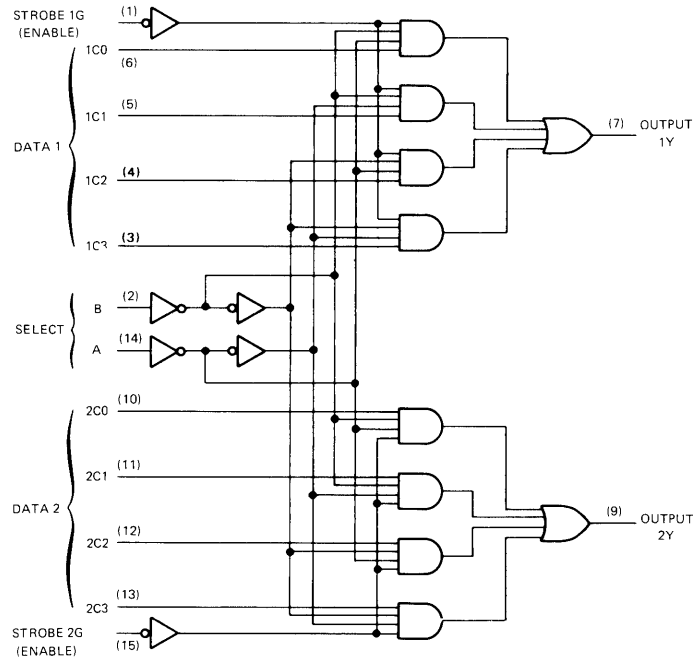 STROBE 1G (1)
(ENABLE)
1C0
(6)
(5)
1C1
DATA 1
(7) OUTPUT
1Y
(4)
1C2
(3)
1C3
B (2)
SELECT
(14)
A
(10)
2C0
(11)
2C1
DATA 2
(9) OUTPUT
2Y
(12)
2C2
(13)
2C3
STROBE 2G
(ENABLE) (15)